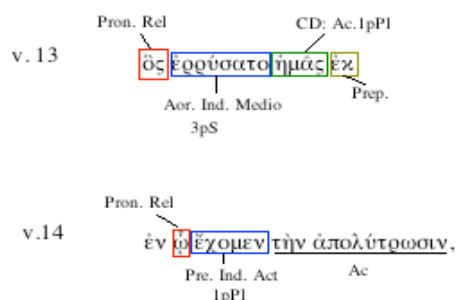 Pron. Rel
CD: Ac.1pPl
v. 13
ὃς ἐρρύσατο ἡμᾶς ἐκ
Aor. Ind. Medio
3pS
Prep.
Pron. Rel
v.14
ἐν ᾧ ἔχομεν τὴν ἀπολύτρωσιν,
Pre. Ind. Act
1pPl
Ac